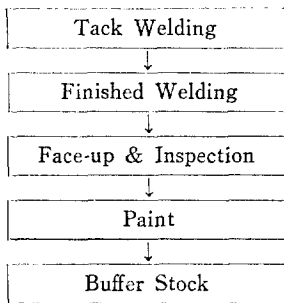 Tack Welding
Finished Welding
Face-up & Inspection
Paint
Buffer Stock